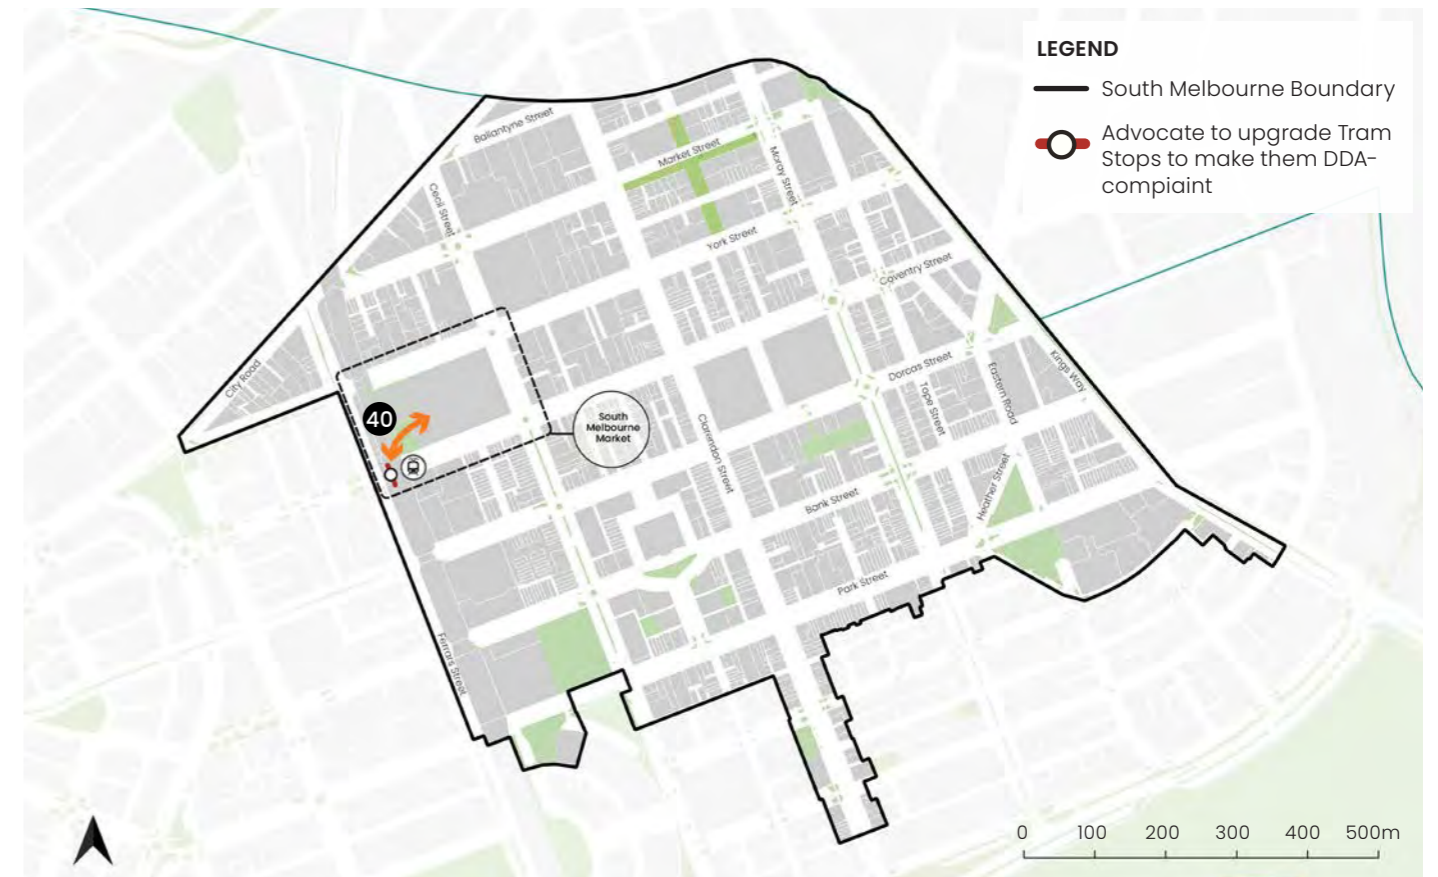 LEGEND
South Melbourne Boundary
Advocate to upgrade Tram
Stops to make them DDA-
compiaint
Ballantyne Street
Market Street
Moray Street
Cecil Street
York Street
Coventry Street
City Road
Kings Way
Dorcas Street
Tope Street
Eastern Road
40
South
Melbourne
Market
Clarendon Street
Heather Street
Bank Street
Park Street
Ferrars Street
0 100 200 300 400 500m